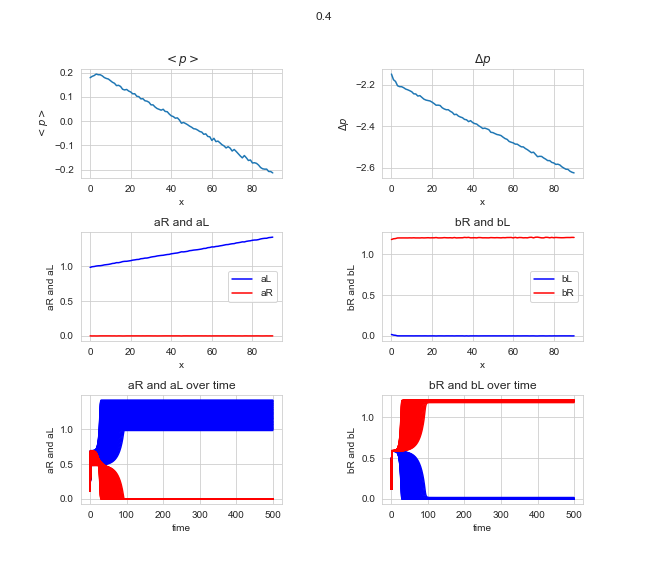 0.4
< p >
Δp
0.2
0.1
0.0
−0.1
−0.2
< p >
0 20 40 60 80
x
−2.2
−2.4
−2.6
Δp
0 20 40 60 80
x
aR and aL
bR and bL
1.0
0.5
0.0
aR and aL
aL
aR
0 20 40 60 80
x
1.0
0.5
0.0
bR and bL
bL
bR
0 20 40 60 80
x
aR and aL over time
bR and bL over time
1.0
0.5
0.0
aR and aL
0 100 200 300 400 500
time
1.0
0.5
0.0
bR and bL
0 100 200 300 400 500
time